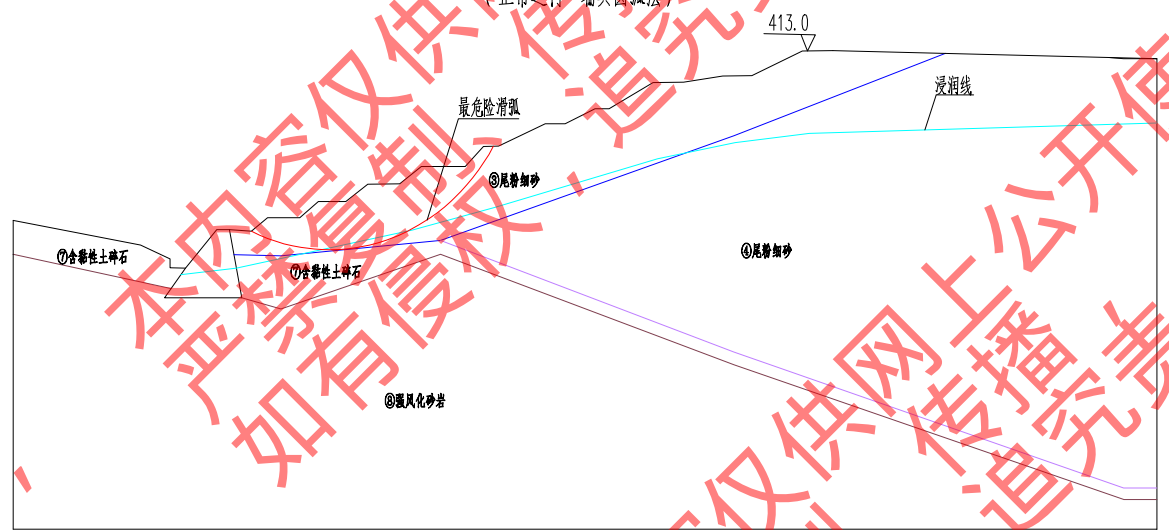 413.0
浸润线
最危险滑弧
③尾粉细砂
④尾粉细砂
⑦含黏性土碎石
⑦含黏性土碎石
⑧强风化砂岩
本内容仅供
严禁复制、传
如有侵权，追究
网上公开使
仅供
传播
追究责